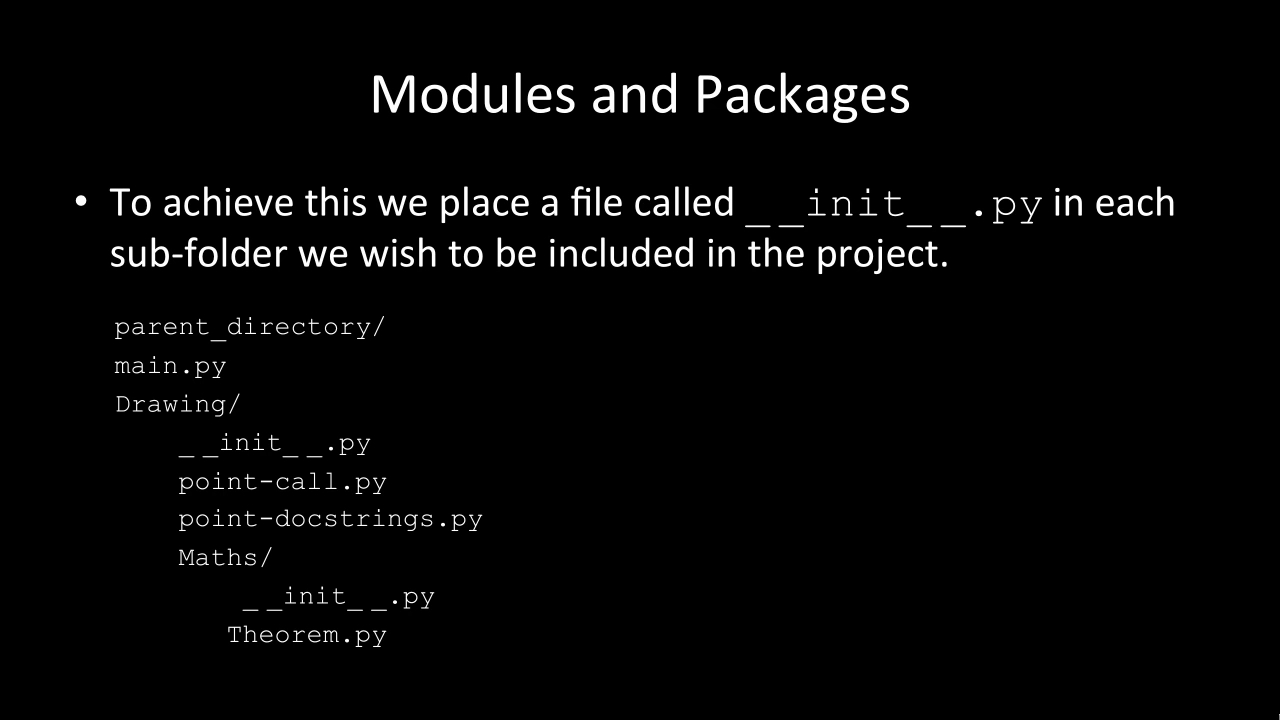 Modules and Packages
• To achieve this we place a file called __init__.py in each
sub-folder we wish to be included in the project.
parent_directory/
main.py
Drawing/
__init__.py
point-call.py
point-docstrings.py
Maths/
__init__.py
Theorem.py